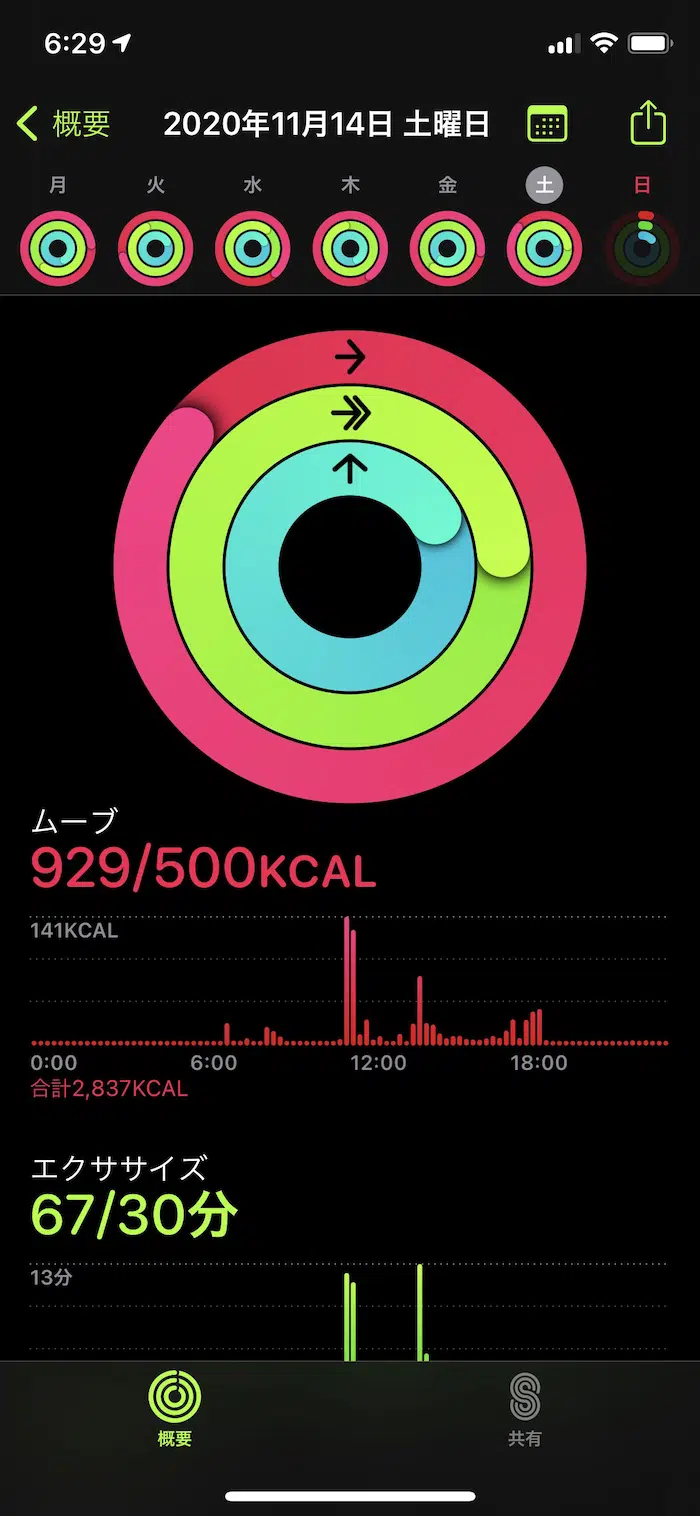 6:29
概要 2020年11月14日 土曜日
月 火 水 木 金 土 日
ムーブ
929/500KCAL
141KCAL
0:00 6:00 12:00 18:00
合計2,837KCAL
エクササイズ
67/30分
13分
概要 共有